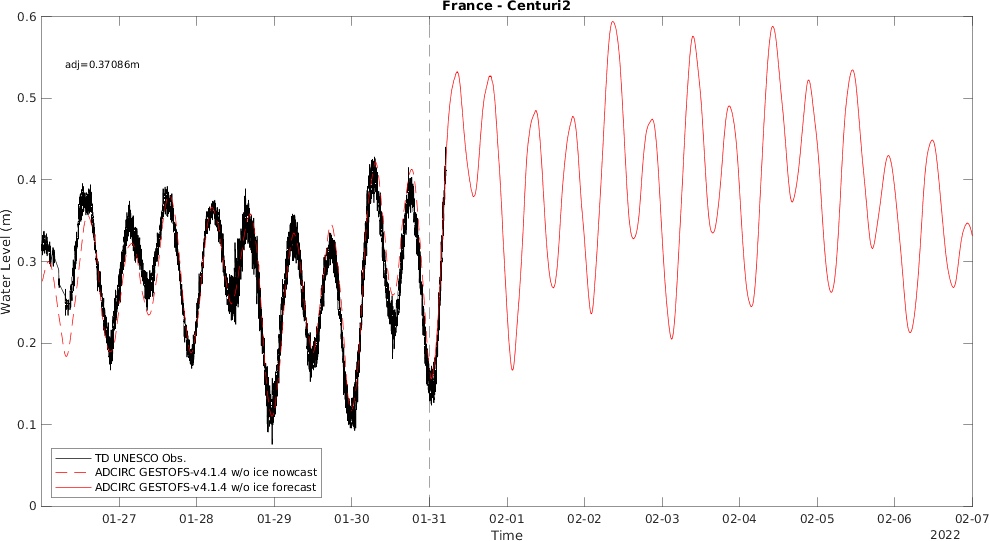 France - Centuri2
adj=0.37086m
Water Level (m)
0.6
0.5
0.4
0.3
0.2
0.1
0
TD UNESCO Obs.
ADCIRC GESTOFS-v4.1.4 w/o ice nowcast
ADCIRC GESTOFS-v4.1.4 w/o ice forecast
01-27 01-28 01-29 01-30 01-31 02-01 02-02 02-03 02-04 02-05 02-06 02-07
Time
2022